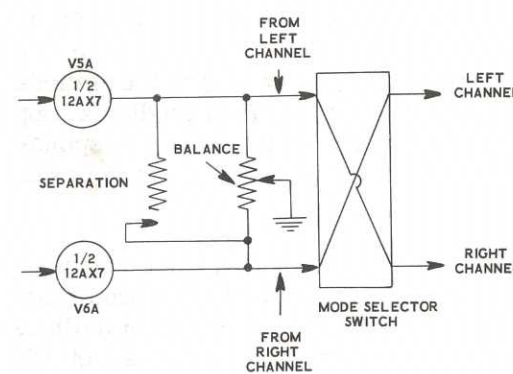 FROM
LEFT
CHANNEL
V5A
1/2
12AX7
LEFT
CHANNEL
BALANCE
SEPARATION
1/2
12AX7
V6A
RIGHT
CHANNEL
MODE SELECTOR
SWITCH
FROM
RIGHT
CHANNEL